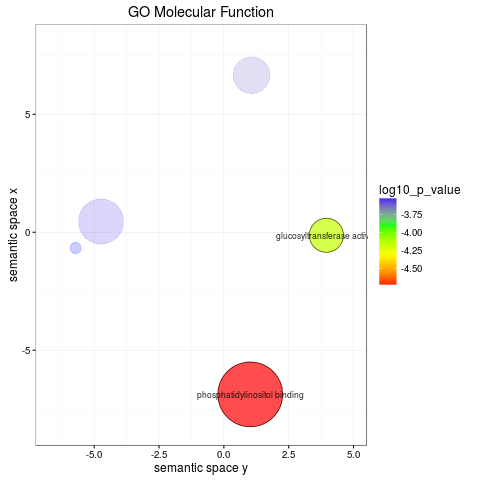 GO Molecular Function
semantic space x
5
0
-5
glucosyltransferase activ
phosphatidylinositol binding
-5.0
-2.5
0.0
2.5
5.0
semantic space y
log10_p_value
-3.75
-4.00
-4.25
-4.50